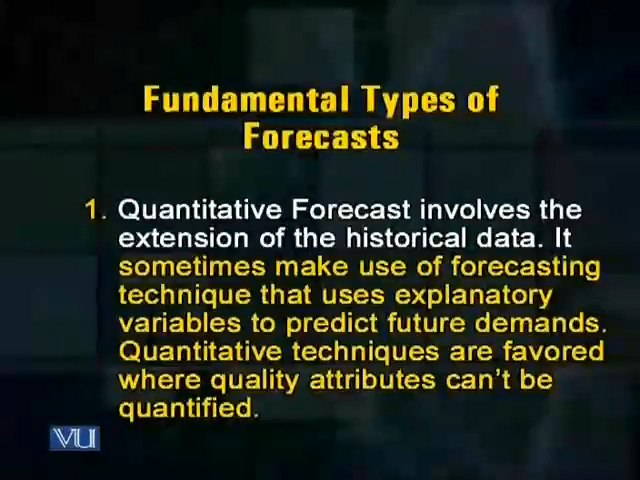 Fundamental Types of
Forecasts
1. Quantitative Forecast involves the
extension of the historical data. It
sometimes make use of forecasting
technique that uses explanatory
variables to predict future demands.
Quantitative techniques are favored
where quality attributes can't be
quantified.
VU